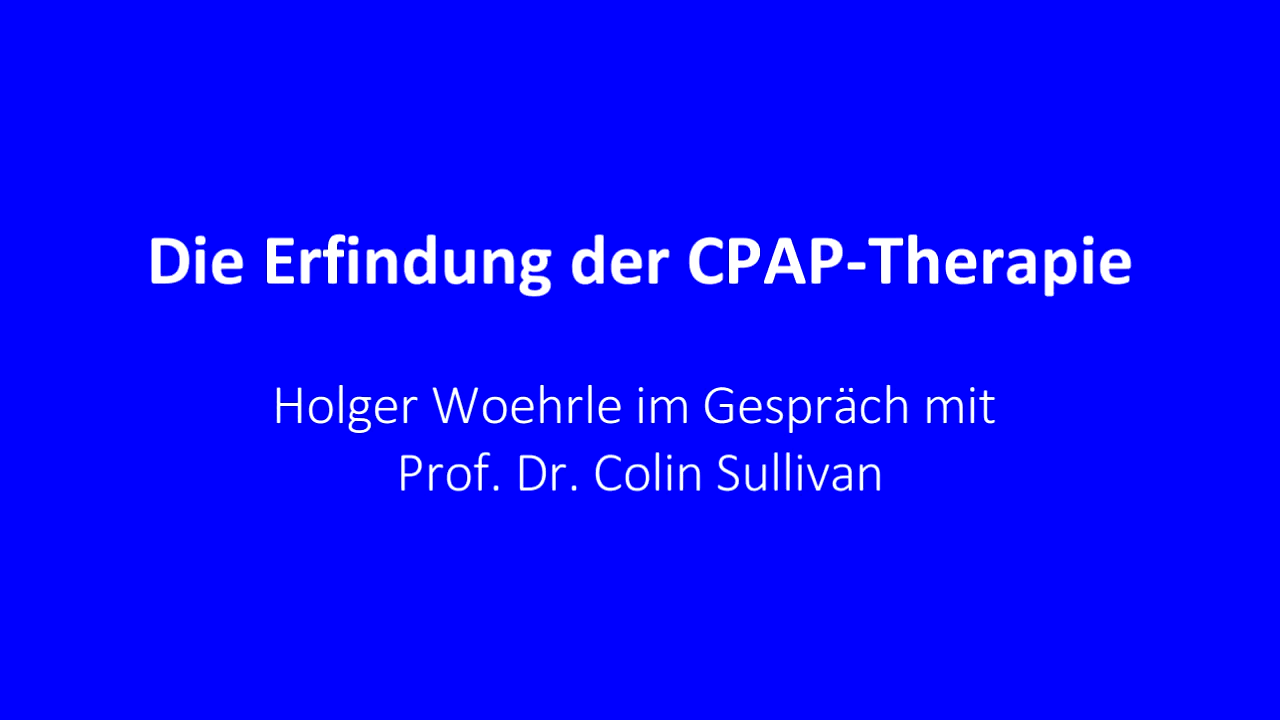 Die Erfindung der CPAP-Therapie
Holger Woehrle im Gespräch mit
Prof. Dr. Colin Sullivan